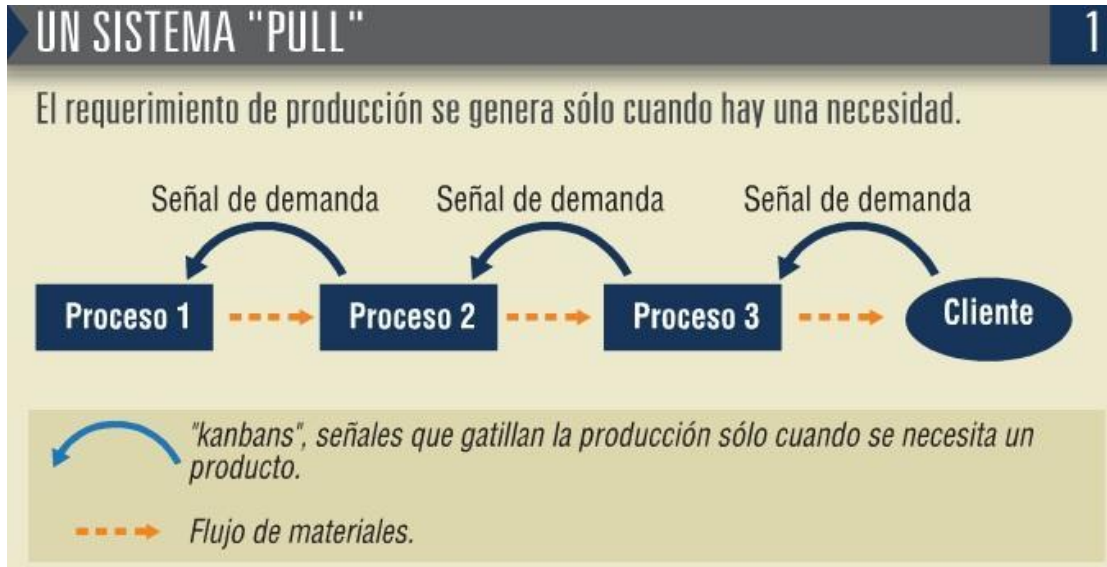 UN SISTEMA "PULL"
1
El requerimiento de producción se genera sólo cuando hay una necesidad.
Señal de demanda
Señal de demanda
Señal de demanda
Proceso 1
Proceso 2
Proceso 3
Cliente
"kanbans", señales que gatillan la producción sólo cuando se necesita un
producto.
Flujo de materiales.